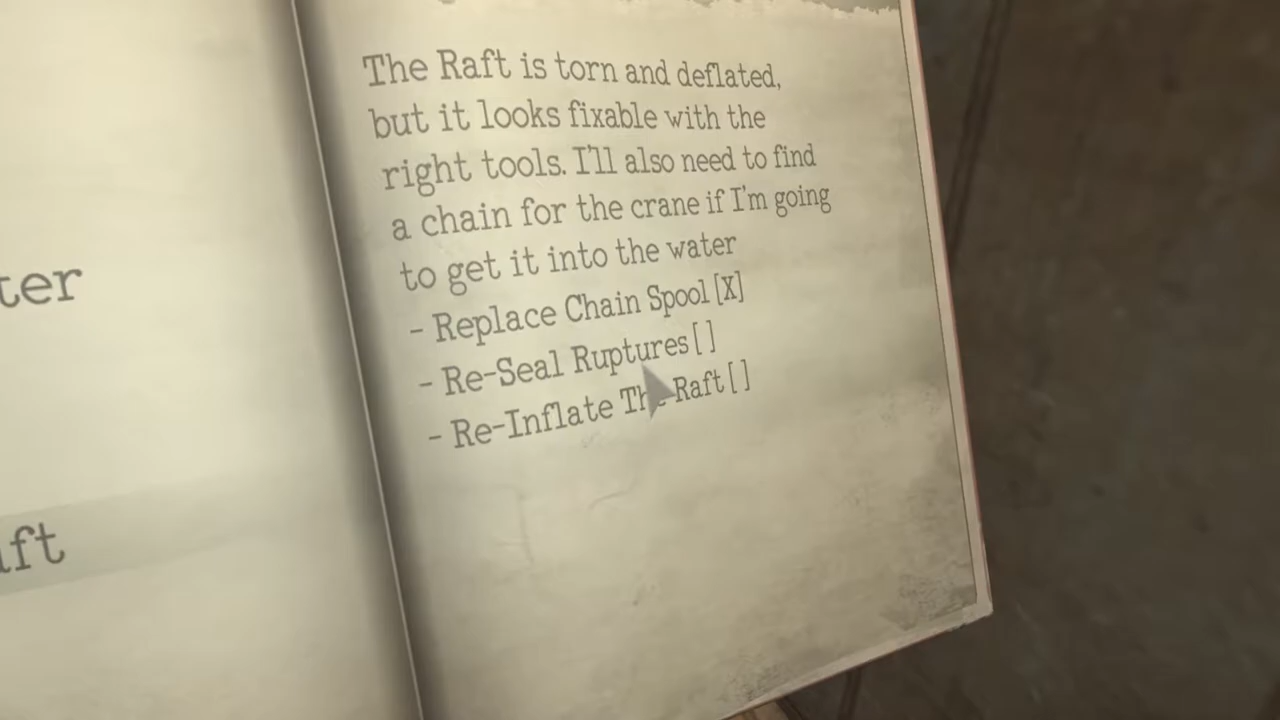 The Raft is torn and deflated,
but it looks fixable with the
right tools. I'll also need to find
a chain for the crane if I'm going
to get it into the water
- Replace Chain Spool [X]
- Re-Seal Ruptures [ ]
- Re-Inflate The Raft [ ]